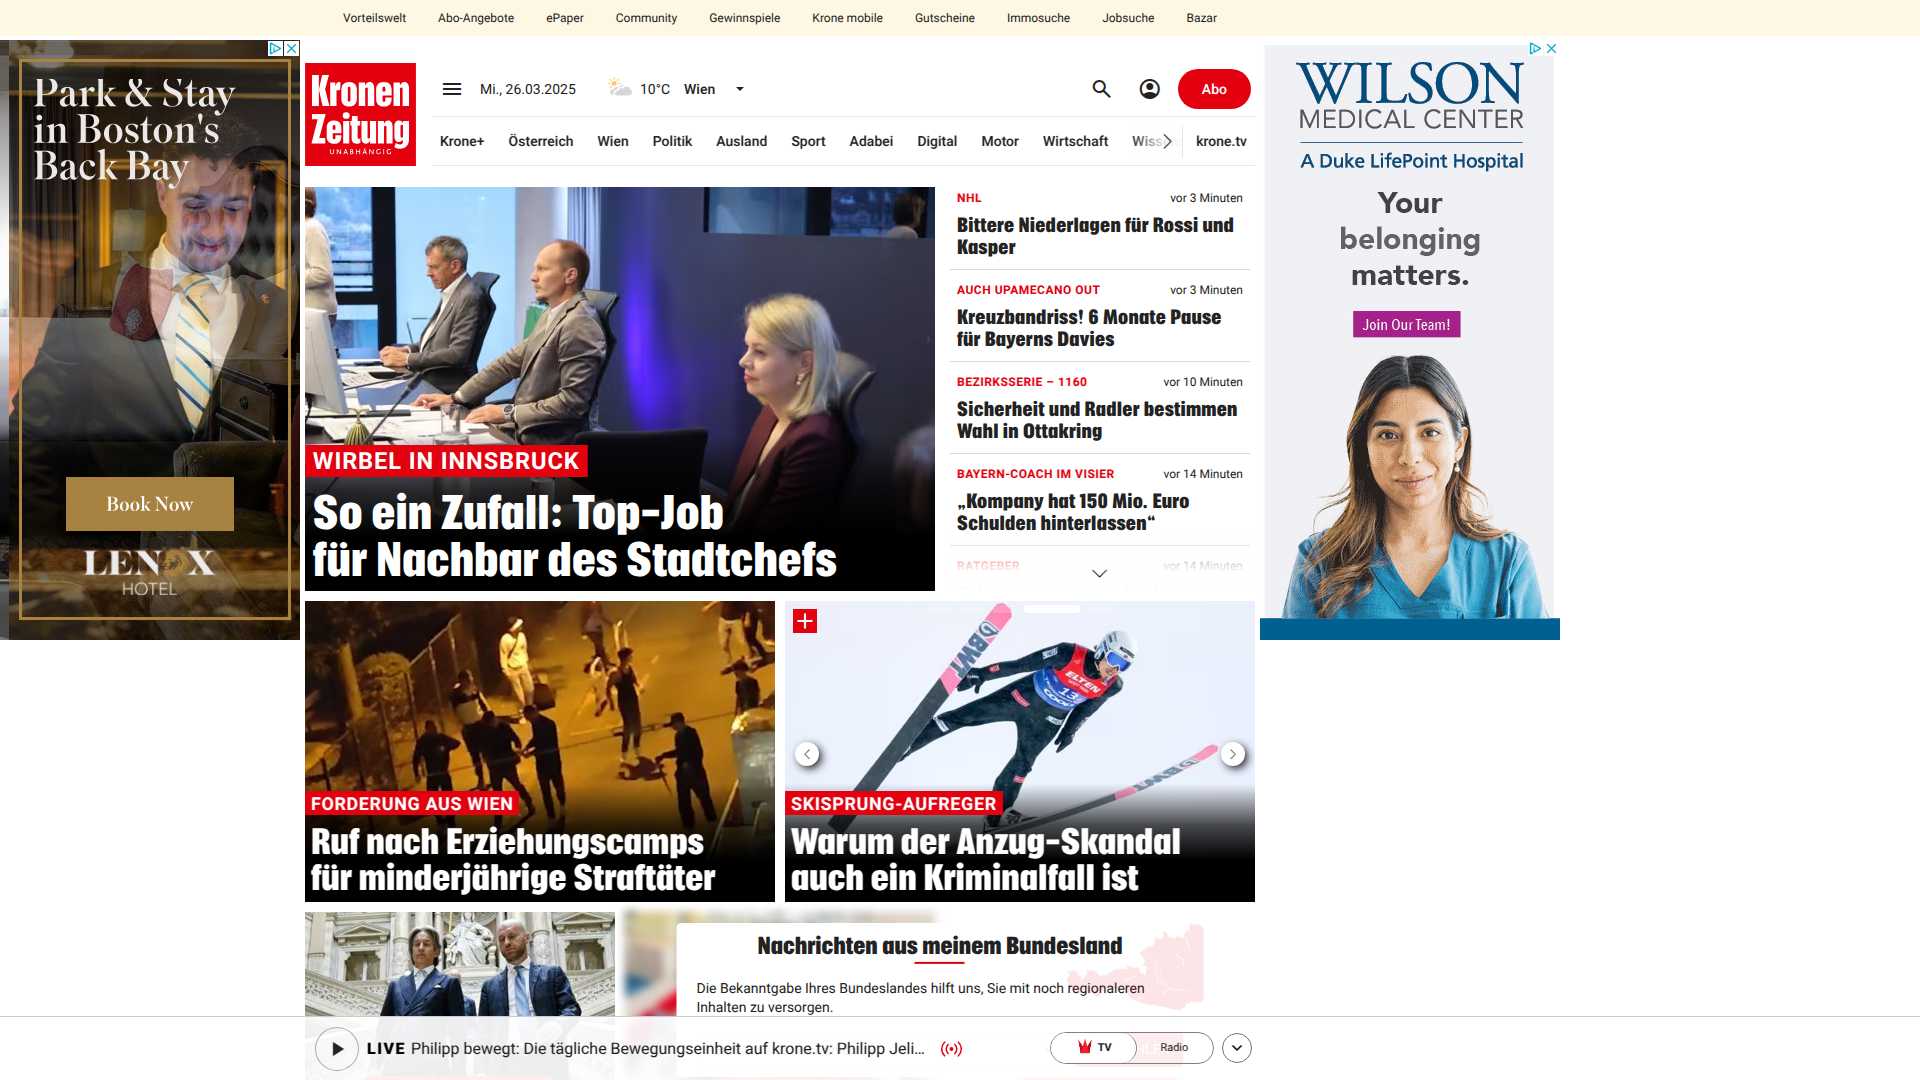 Vorteilswelt Abo-Angebote ePaper Community Gewinnspiele Krone mobile Gutscheine Immosuche Jobsuche Bazar
Park & Stay
in Boston's
Back Bay
Book Now
LENOX
HOTEL
Kronen
Zeitung
UNABHÄNGIG
Mi., 26.03.2025 10°C Wien
Abo
Krone+ Österreich Wien Politik Ausland Sport Adabei Digital Motor Wirtschaft Wiss krone.tv
WIRBEL IN INNSBRUCK
So ein Zufall: Top-Job
für Nachbar des Stadtchefs
NHL vor 3 Minuten
Bittere Niederlagen für Rossi und
Kasper
AUCH UPAMECANO OUT vor 3 Minuten
Kreuzbandriss! 6 Monate Pause
für Bayerns Davies
BEZIRKSSERIE – 1160 vor 10 Minuten
Sicherheit und Radler bestimmen
Wahl in Ottakring
BAYERN-COACH IM VISIER vor 14 Minuten
„Kompany hat 150 Mio. Euro
Schulden hinterlassen“
RATGEBER vor 14 Minuten
WILSON
MEDICAL CENTER
A Duke LifePoint Hospital
Your
belonging
matters.
Join Our Team!
FORDERUNG AUS WIEN
Ruf nach Erziehungscamps
für minderjährige Straftäter
DBWT
ELTEN
13
COOP
SKISPRUNG-AUFREGER
Warum der Anzug-Skandal
auch ein Kriminalfall ist
Nachrichten aus meinem Bundesland
Die Bekanntgabe Ihres Bundeslandes hilft uns, Sie mit noch regionaleren
Inhalten zu versorgen.
LIVE Philipp bewegt: Die tägliche Bewegungseinheit auf krone.tv: Philipp Jeli...
TV Radio